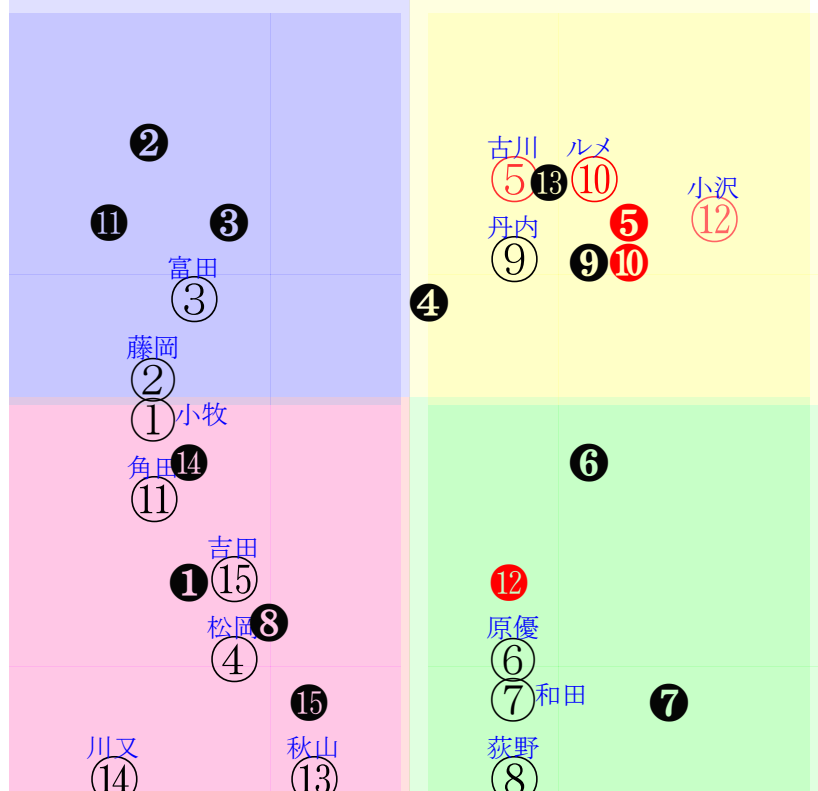 ❷
古川 ルメ
⑤ ⓭ ⑩
小沢
⓫ ❸ ❺ ⑫
丹内
⑨ ❾ ❿
富田
③ ❹
藤岡
②
① 小牧
角田 ⓮ ❻
⑪
吉田
❶ ⑮ ⓬
松岡 ❽ 原優
④ ⑥
⓯ ⑦ 和田 ❼
川又 秋山 荻野
⑭ ⑬ ⑧